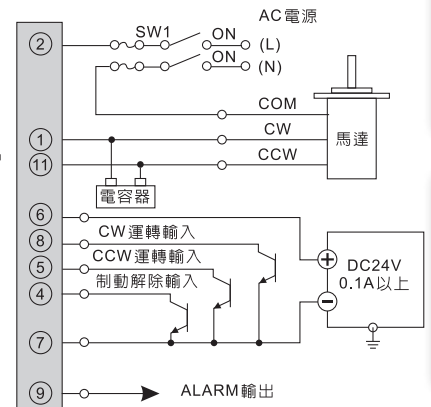 AC電源
② SW1 ON (L)
ON (N)
COM
① CW
⑪ CCW
馬達
電容器
⑥
⑧ CW運轉輸入
⑤ CCW運轉輸入
④ 制動解除輸入
⑦
+
DC24V
0.1A以上
−
⑨ ALARM輸出